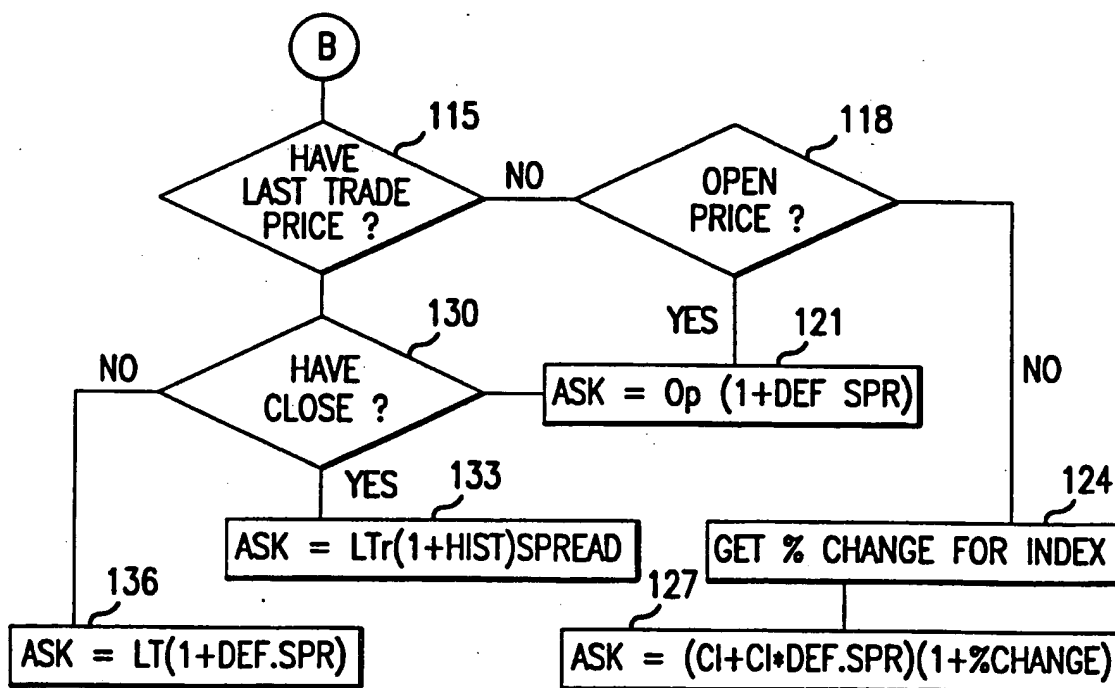 B
115
HAVE
LAST TRADE
PRICE ?
NO
118
OPEN
PRICE ?
130
HAVE
CLOSE ?
NO
YES
121
ASK = Op (1+DEF SPR)
NO
YES
133
ASK = LTr(1+HIST)SPREAD
124
GET % CHANGE FOR INDEX
136
ASK = LT(1+DEF.SPR)
127
ASK = (Cl+Cl*DEF.SPR)(1+%CHANGE)